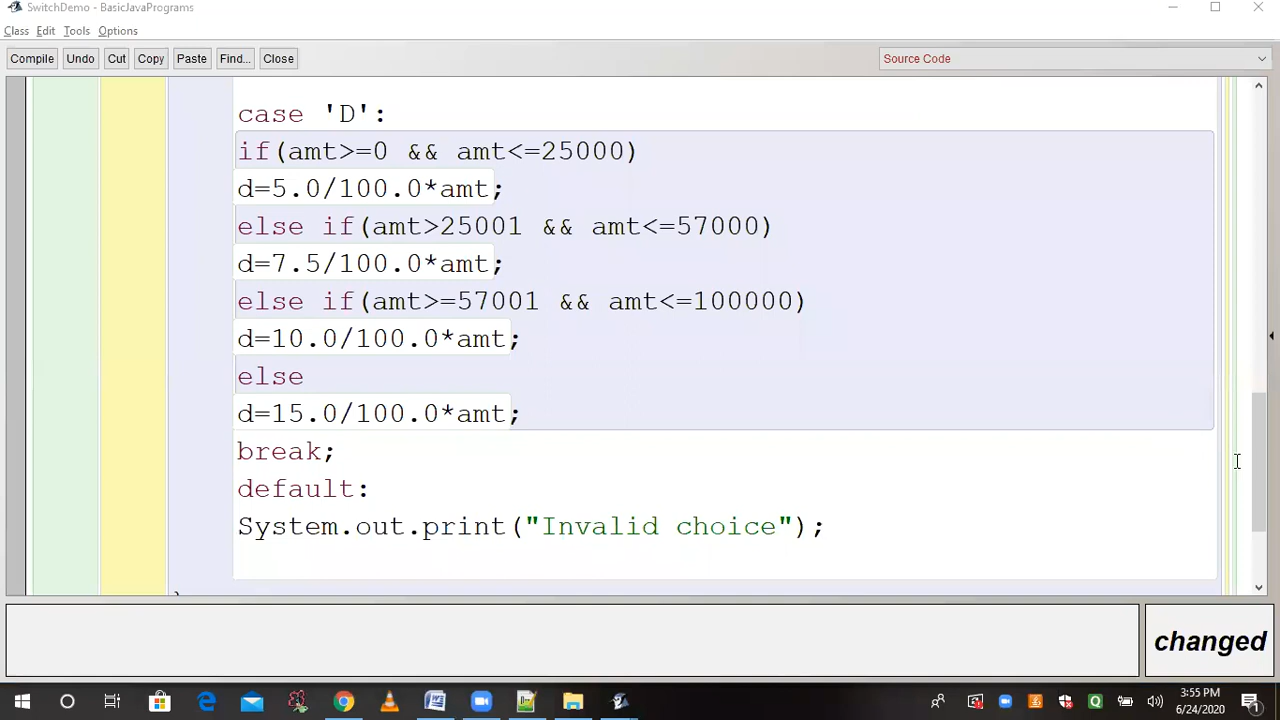 SwitchDemo - BasicJavaPrograms
Class Edit Tools Options
Compile Undo Cut Copy Paste Find... Close Source Code
case 'D':
if(amt>=0 && amt<=25000)
d=5.0/100.0*amt;
else if(amt>25001 && amt<=57000)
d=7.5/100.0*amt;
else if(amt>=57001 && amt<=100000)
d=10.0/100.0*amt;
else
d=15.0/100.0*amt;
break;
default:
System.out.print("Invalid choice");
changed
3:55 PM
6/24/2020